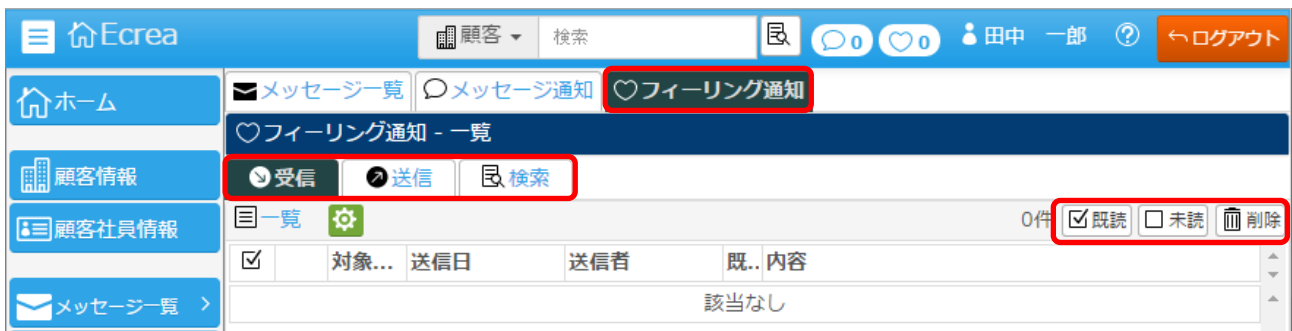 Ecrea 顧客 検索 0 0 田中 一郎 ログアウト
ホーム
メッセージ一覧 メッセージ通知 フィーリング通知
フィーリング通知 - 一覧
顧客情報
受信 送信 検索
顧客社員情報
一覧 0件 既読 未読 削除
対象... 送信日 送信者 既.. 内容
メッセージ一覧
該当なし